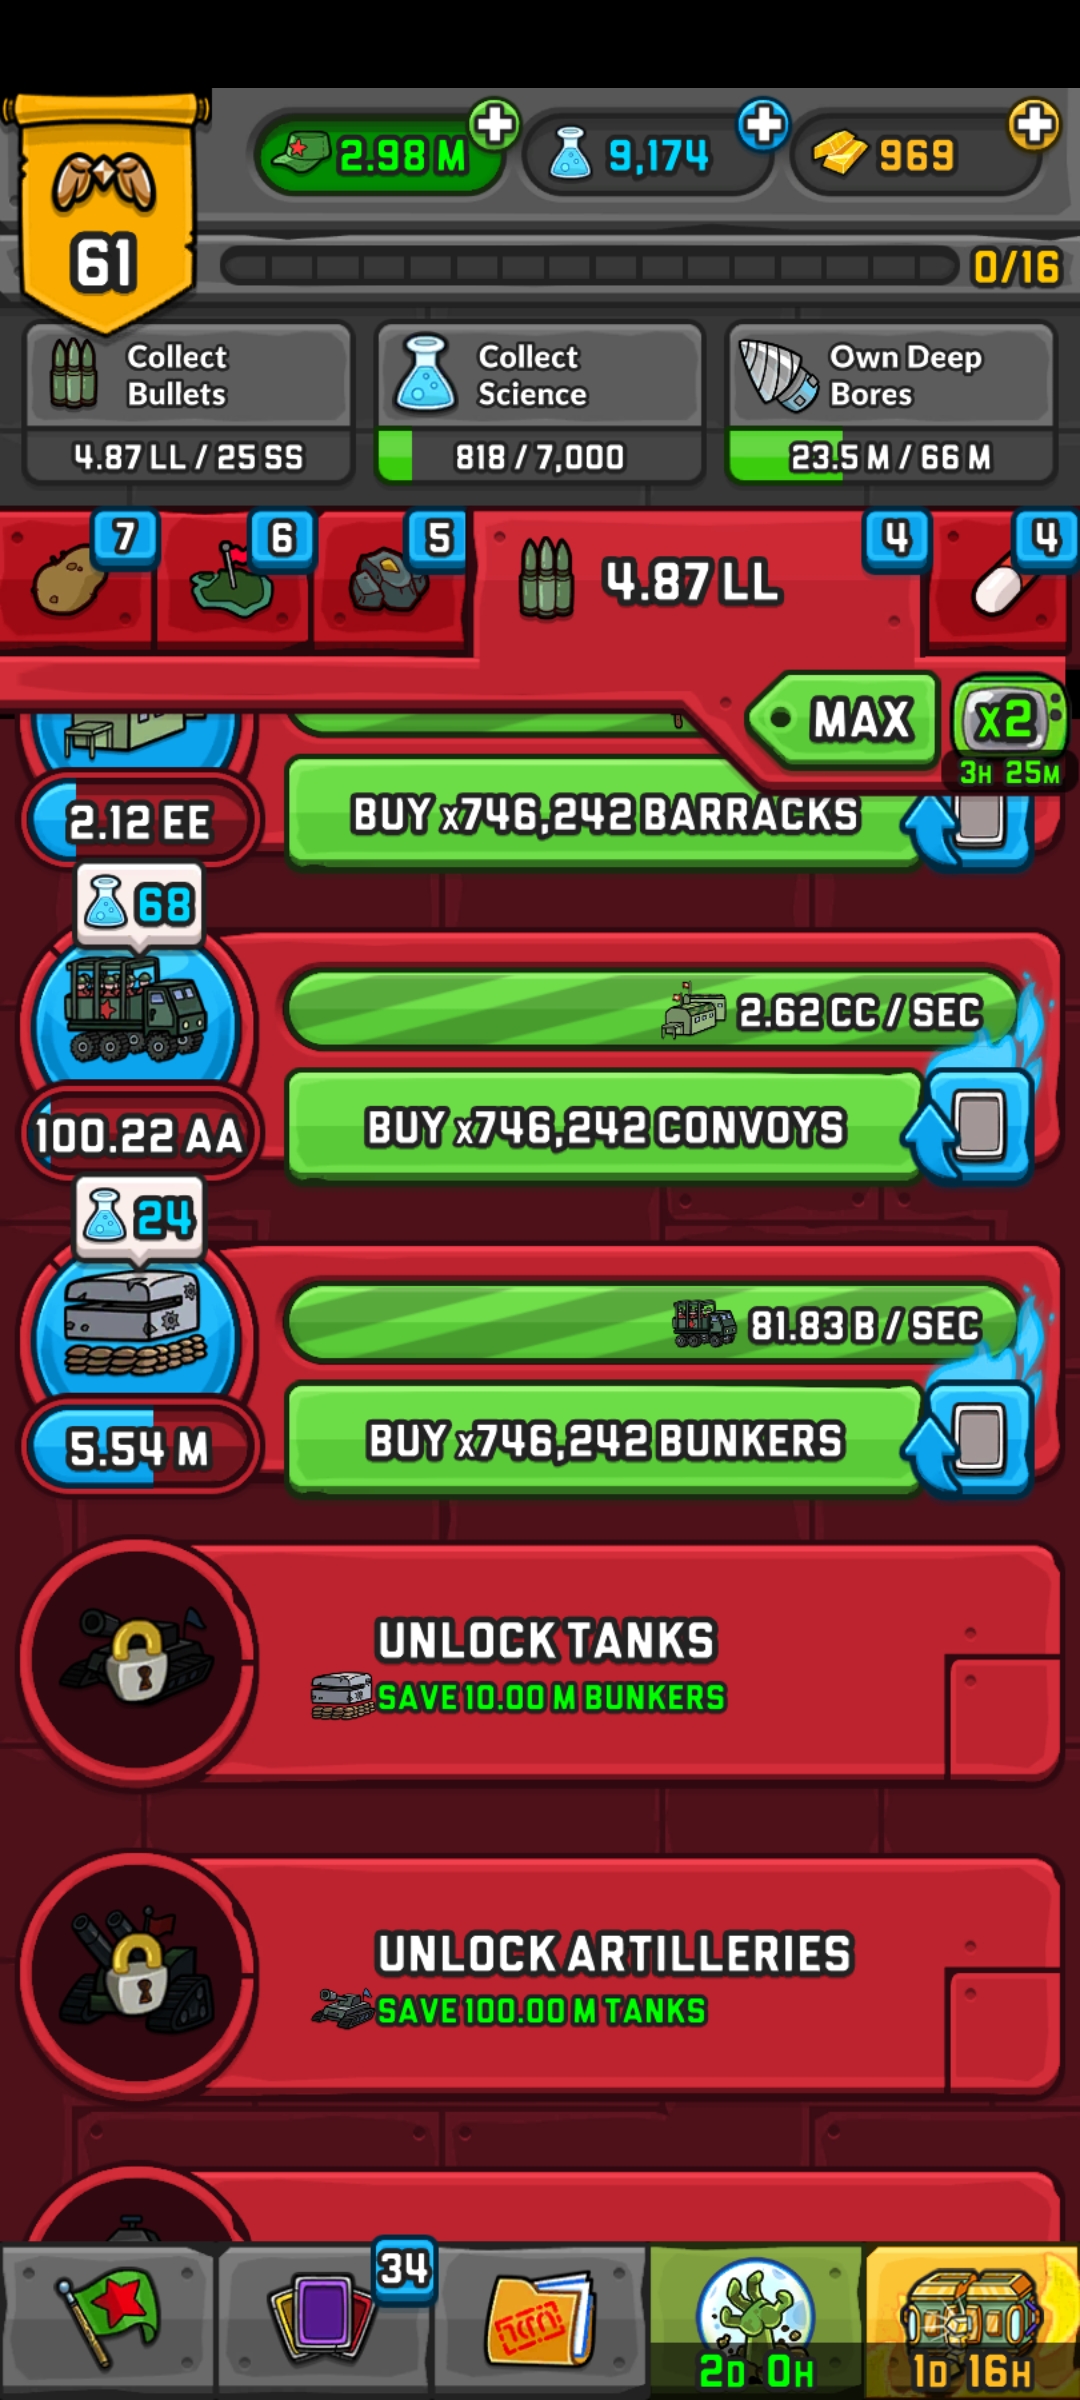 2.98 M
9,174
969
61
0/16
Collect Bullets
4.87 LL / 25 SS
Collect Science
818 / 7,000
Own Deep Bores
23.5 M / 66 M
7
6
5
4.87 LL
4
4
MAX
x2
3H 25M
2.12 EE
BUY x746,242 BARRACKS
68
2.62 CC / SEC
100.22 AA
BUY x746,242 CONVOYS
24
81.83 B / SEC
5.54 M
BUY x746,242 BUNKERS
UNLOCK TANKS
SAVE 10.00 M BUNKERS
UNLOCK ARTILLERIES
SAVE 100.00 M TANKS
34
2D 0H
1D 16H